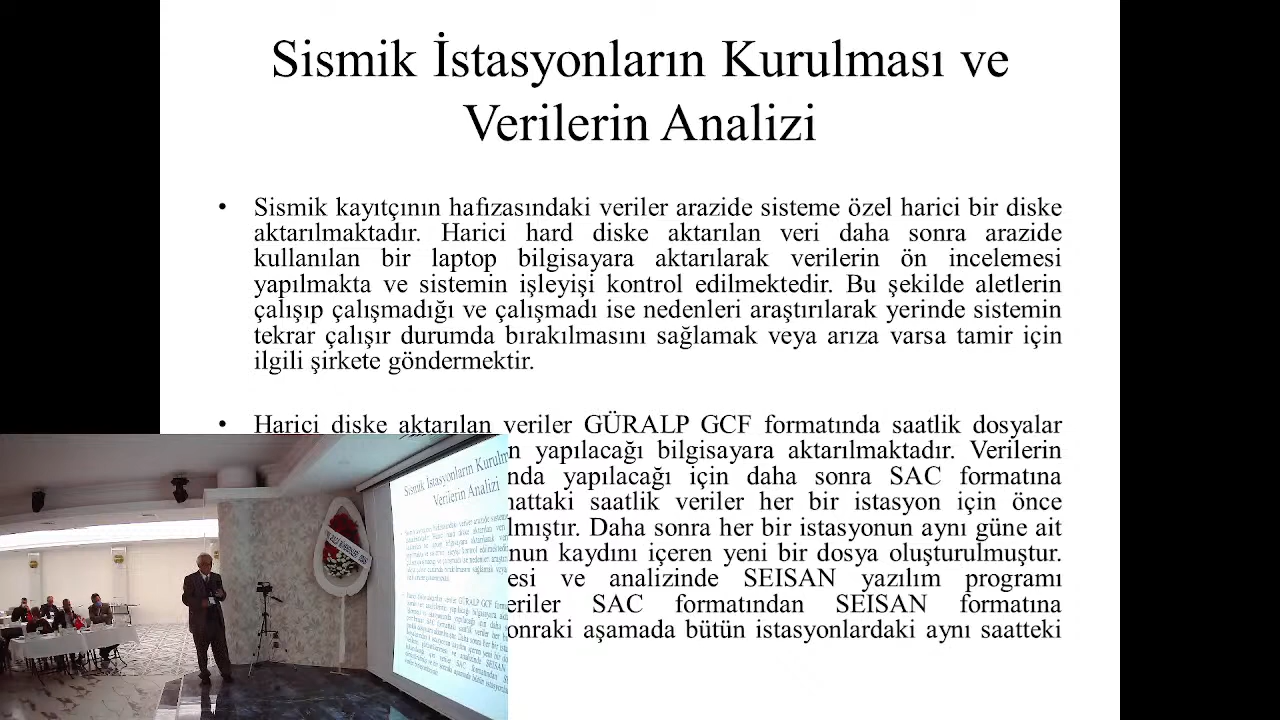 Sismik İstasyonların Kurulması ve
Verilerin Analizi
• Sismik kayıtçının hafızasındaki veriler arazide sisteme özel harici bir diske
aktarılmaktadır. Harici hard diske aktarılan veri daha sonra arazide
kullanılan bir laptop bilgisayara aktarılarak verilerin ön incelemesi
yapılmakta ve sistemin işleyişi kontrol edilmektedir. Bu şekilde aletlerin
çalışıp çalışmadığı ve çalışmadı ise nedenleri araştırılarak yerinde sistemin
tekrar çalışır durumda bırakılmasını sağlamak veya arıza varsa tamir için
ilgili şirkete göndermektir.
• Harici diske aktarılan veriler GÜRALP GCF formatında saatlik dosyalar
n yapılacağı bilgisayara aktarılmaktadır. Verilerin
nda yapılacağı için daha sonra SAC formatına
mattaki saatlik veriler her bir istasyon için önce
lmıştır. Daha sonra her bir istasyonun aynı güne ait
nun kaydını içeren yeni bir dosya oluşturulmuştur.
esi ve analizinde SEISAN yazılım programı
eriler SAC formatından SEISAN formatına
onraki aşamada bütün istasyonlardaki aynı saatteki
Sismik İstasyonların Kurulm
Verilerin Analizi